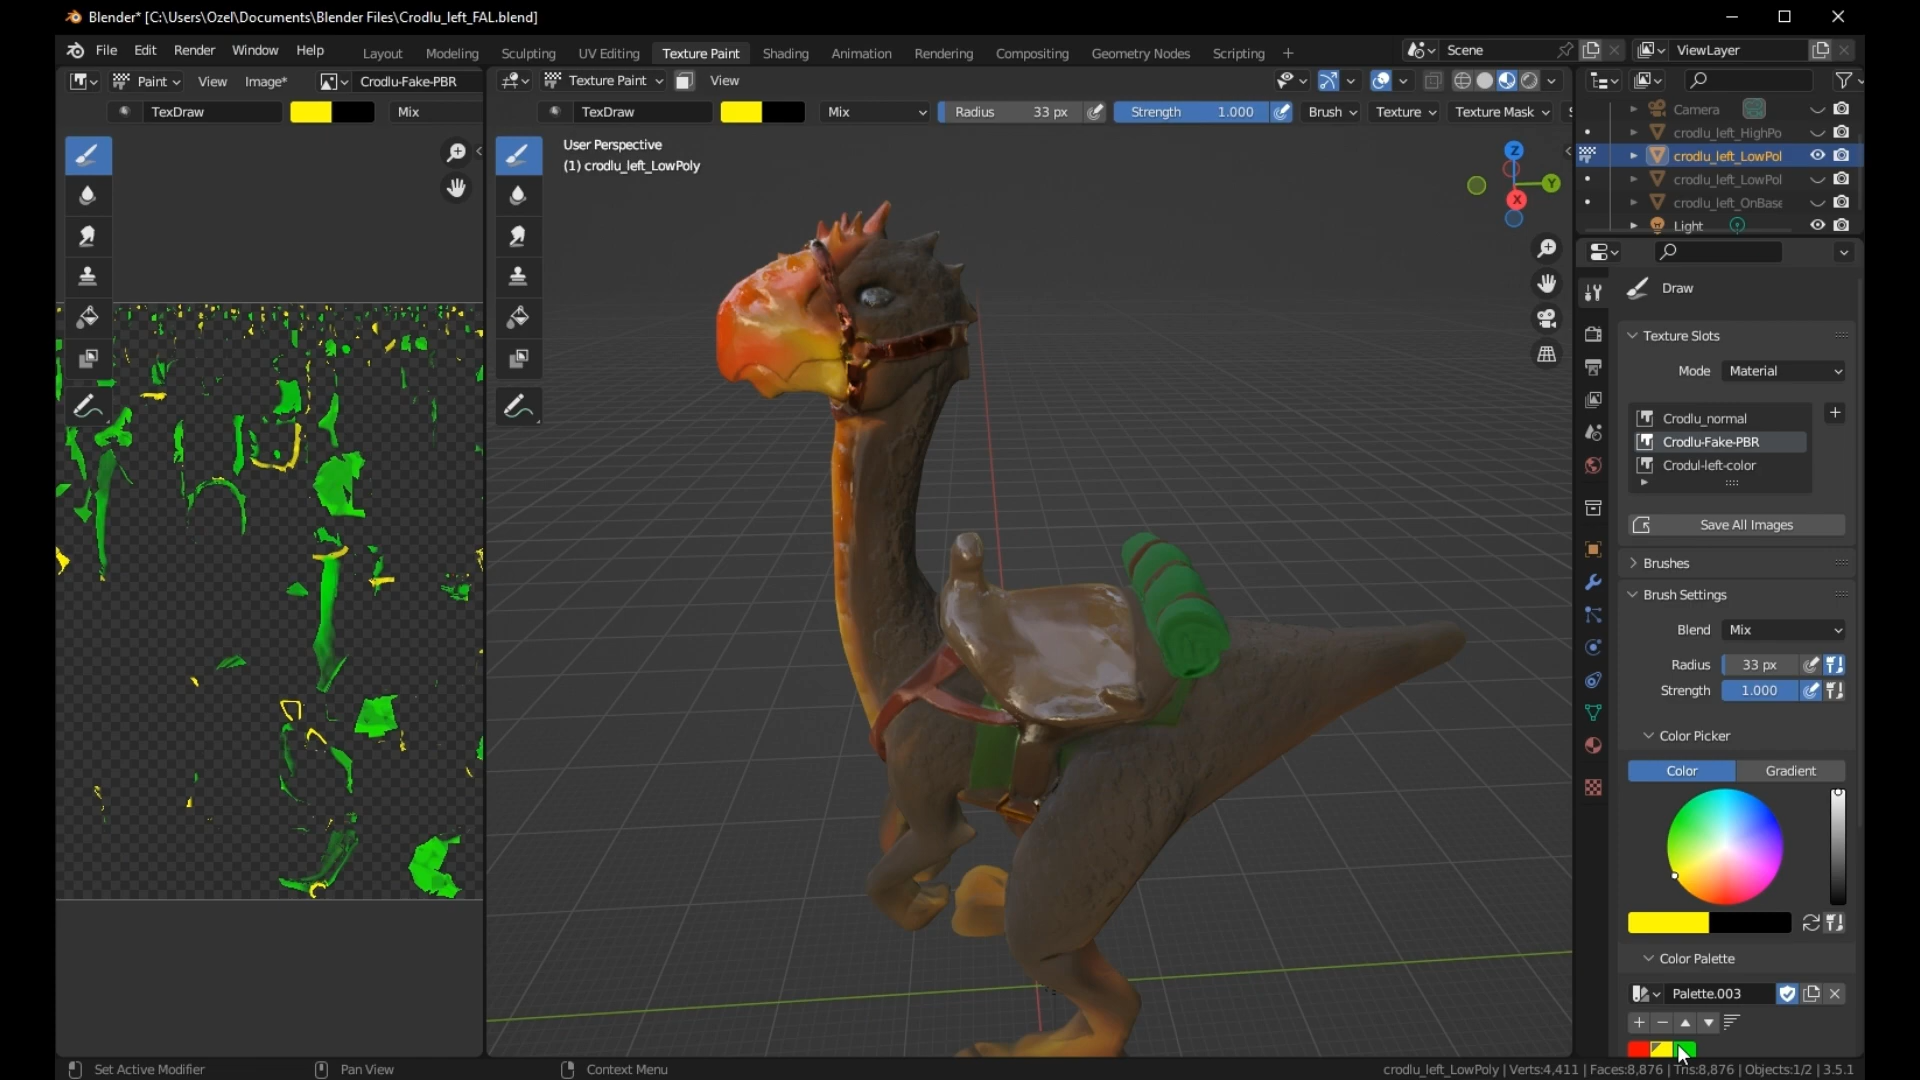 Blender* [C:\Users\Ozel\Documents\Blender Files\Crodlu_left_FAL.blend]
File Edit Render Window Help
Layout Modeling Sculpting UV Editing Texture Paint Shading Animation Rendering Compositing Geometry Nodes Scripting +
Scene
ViewLayer
Paint View Image* Crodlu-Fake-PBR
Texture Paint View
TexDraw Mix
TexDraw Mix Radius 33 px Strength 1.000 Brush Texture Texture Mask
User Perspective
(1) crodlu_left_LowPoly
Z
Y
X
Camera
crodlu_left_HighPo
crodlu_left_LowPol
crodlu_left_LowPol
crodlu_left_OnBase
Light
Draw
Texture Slots
Mode Material
Crodlu_normal
Crodlu-Fake-PBR
Crodul-left-color
Save All Images
Brushes
Brush Settings
Blend Mix
Radius 33 px
Strength 1.000
Color Picker
Color Gradient
Color Palette
Palette.003
Set Active Modifier Pan View Context Menu
crodlu_left_LowPoly | Verts:4,411 | Faces:8,876 | Tris:8,876 | Objects:1/2 | 3.5.1